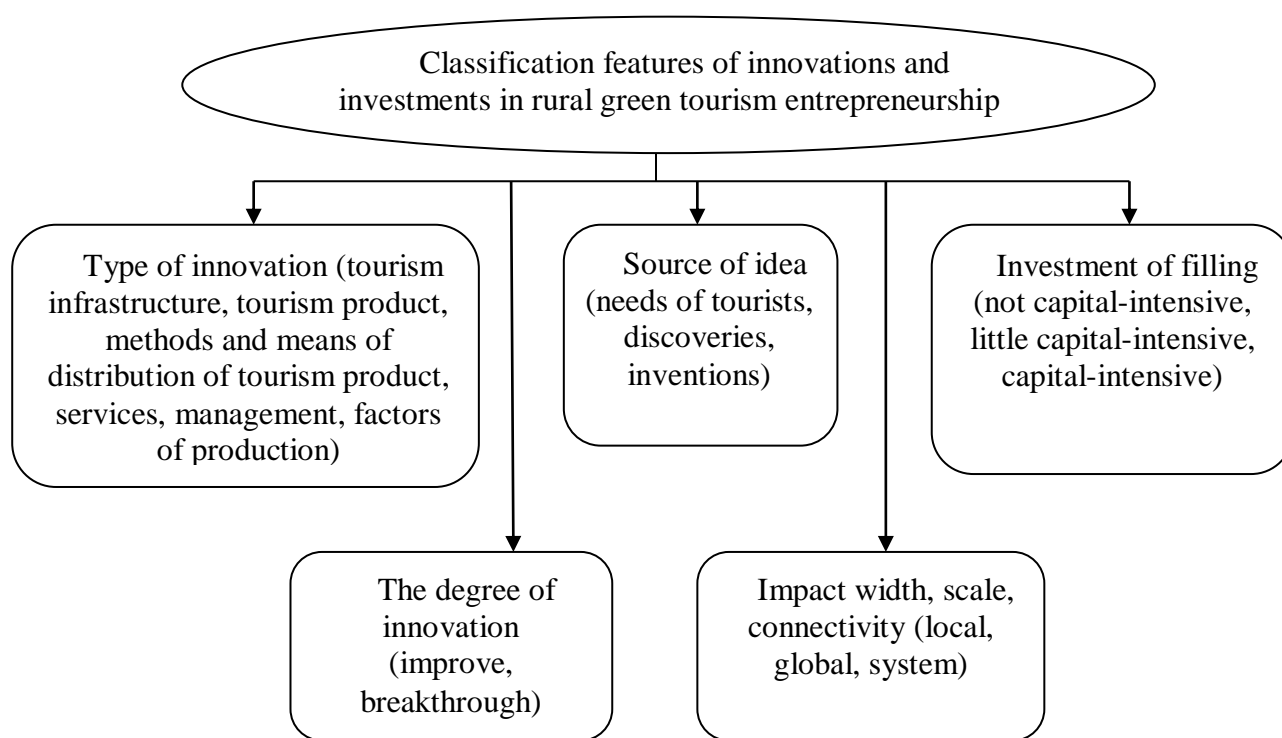 Classification features of innovations and
investments in rural green tourism entrepreneurship
Type of innovation (tourism
infrastructure, tourism product,
methods and means of
distribution of tourism product,
services, management, factors
of production)
Source of idea
(needs of tourists,
discoveries,
inventions)
Investment of filling
(not capital-intensive,
little capital-intensive,
capital-intensive)
The degree of
innovation
(improve,
breakthrough)
Impact width, scale,
connectivity (local,
global, system)